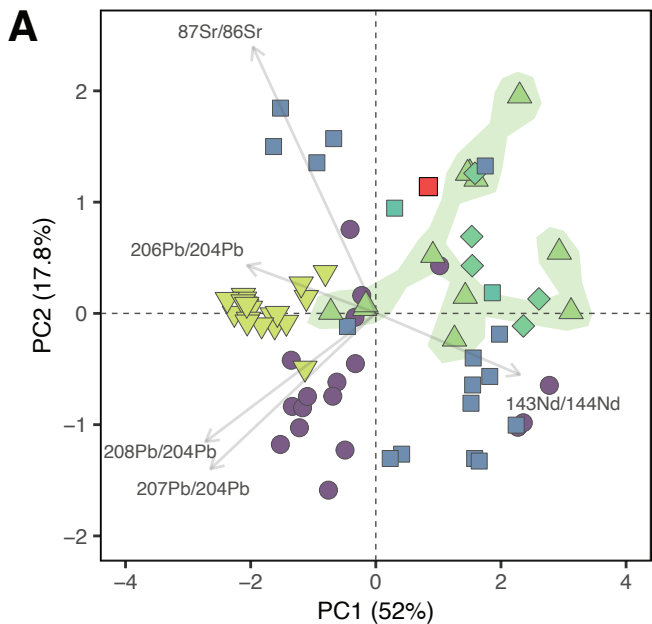 A
87Sr/86Sr
206Pb/204Pb
143Nd/144Nd
208Pb/204Pb
207Pb/204Pb
2
1
0
−1
−2
PC2 (17.8%)
−4
−2
0
2
4
PC1 (52%)